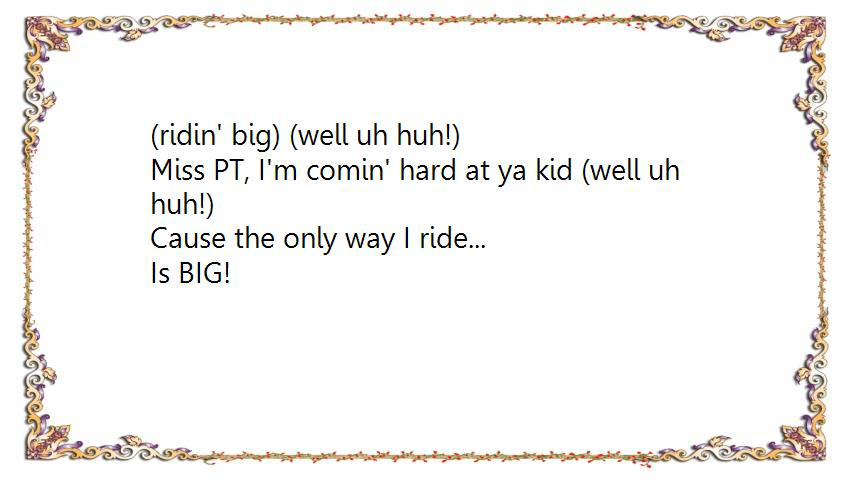 (ridin' big) (well uh huh!)
Miss PT, I'm comin' hard at ya kid (well uh
huh!)
Cause the only way I ride...
Is BIG!